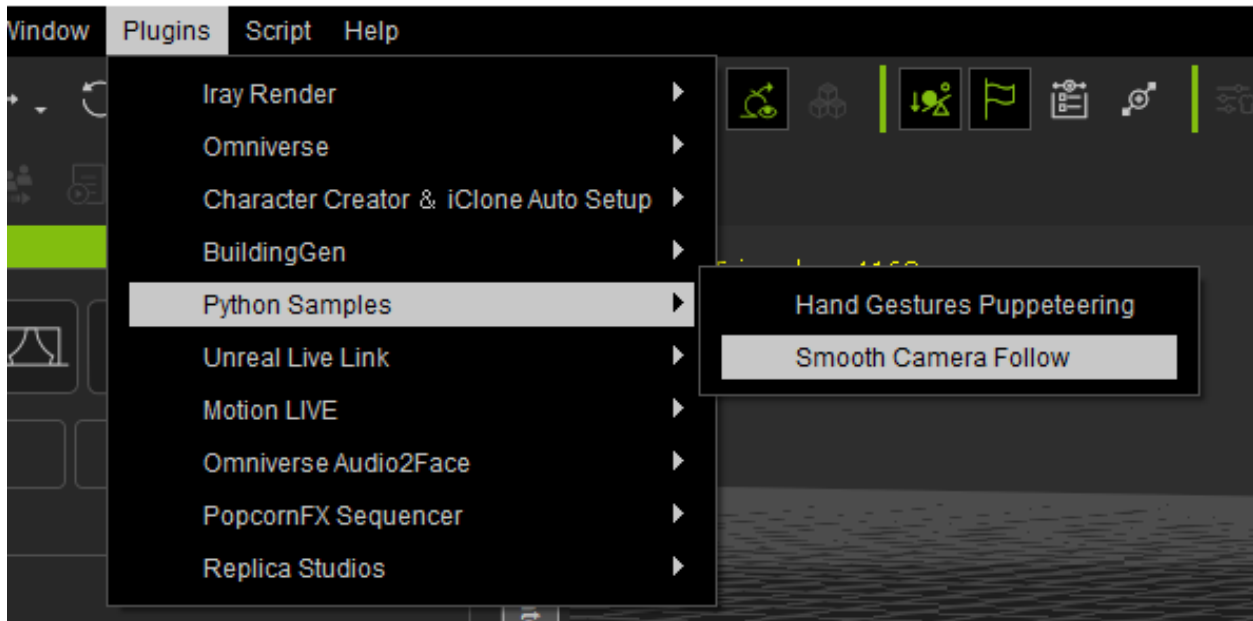 Window Plugins Script Help
Iray Render
Omniverse
Character Creator & iClone Auto Setup
BuildingGen
Python Samples
Hand Gestures Puppeteering
Unreal Live Link
Smooth Camera Follow
Motion LIVE
Omniverse Audio2Face
PopcornFX Sequencer
Replica Studios